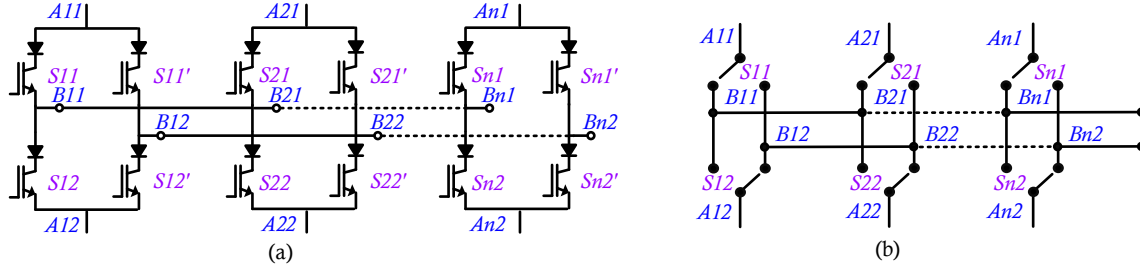 A11 A21 An1
S11 S11' S21 S21' Sn1 Sn1'
B11 B21 Bn1
B12 B22 Bn2
S12 S12' S22 S22' Sn2 Sn2'
A12 A22 An2
(a)
A11 A21 An1
S11 S21 Sn1
B11 B21 Bn1
B12 B22 Bn2
S12 S22 Sn2
A12 A22 An2
(b)